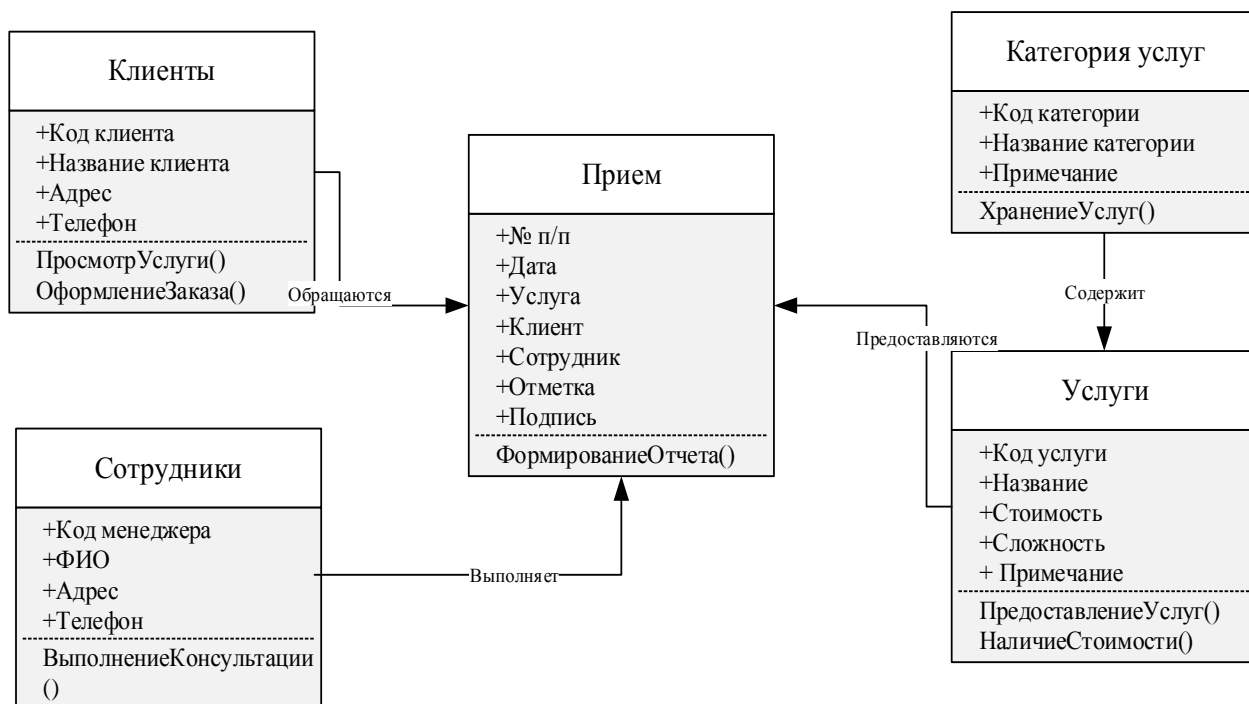 Клиенты
+Код клиента
+Название клиента
+Адрес
+Телефон
ПросмотрУслуги()
ОформлениеЗаказа()
Обращаются
Прием
+№ п/п
+Дата
+Услуга
+Клиент
+Сотрудник
+Отметка
+Подпись
ФормированиеОтчета()
Категория услуг
+Код категории
+Название категории
+Примечание
ХранениеУслуг()
Содержит
Предоставляются
Услуги
+Код услуги
+Название
+Стоимость
+Сложность
+ Примечание
ПредоставлениеУслуг()
НаличиеСтоимости()
Сотрудники
+Код менеджера
+ФИО
+Адрес
+Телефон
ВыполнениеКонсультации
()
Выполняет